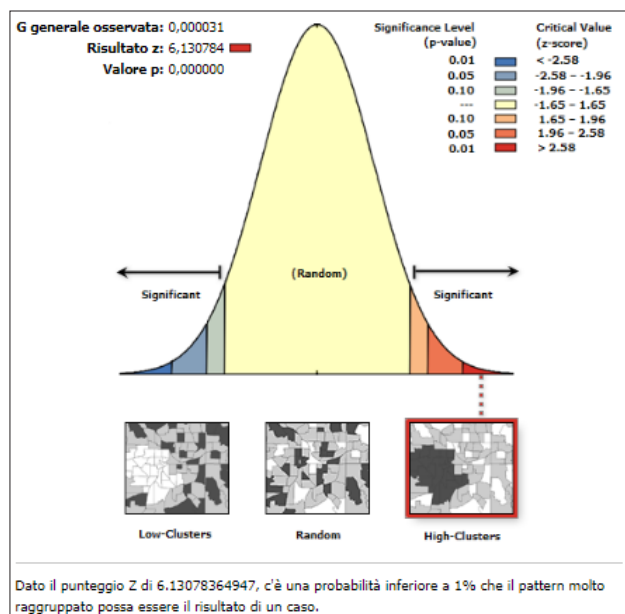 G generale osservata: 0,000031
Risultato z: 6,130784
Valore p: 0,000000
Significance Level (p-value)
Critical Value (z-score)
0.01 < -2.58
0.05 -2.58 – -1.96
0.10 -1.96 – -1.65
--- -1.65 – 1.65
0.10 1.65 – 1.96
0.05 1.96 – 2.58
0.01 > 2.58
(Random)
Significant
Significant
Low-Clusters
Random
High-Clusters
Dato il punteggio Z di 6.13078364947, c'è una probabilità inferiore a 1% che il pattern molto
raggruppato possa essere il risultato di un caso.